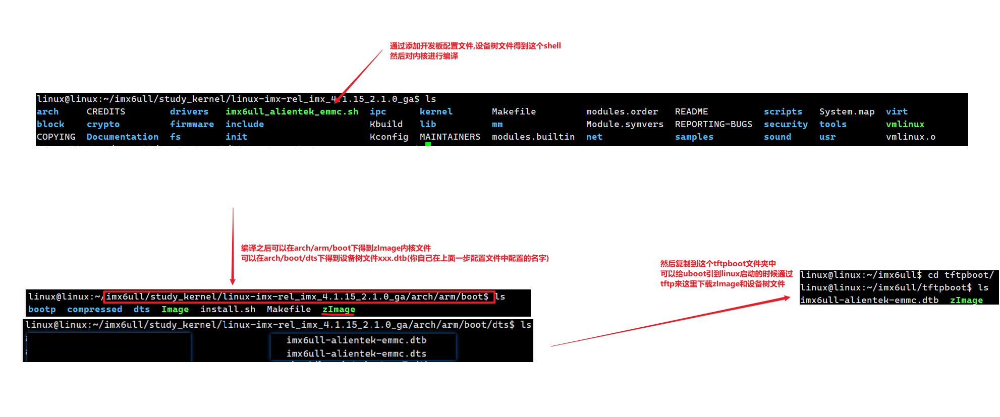 通过添加开发板配置文件,设备树文件得到这个shell
然后对内核进行编译
linux@linux:~/imx6ull/study_kernel/linux-imx-rel_imx_4.1.15_2.1.0_ga$ ls
arch CREDITS drivers imx6ull_alientek_emmc.sh ipc kernel Makefile modules.order README scripts System.map virt
block crypto firmware include Kbuild lib mm Module.symvers REPORTING-BUGS security tools vmlinux
COPYING Documentation fs init Kconfig MAINTAINERS modules.builtin net samples sound usr vmlinux.o
编译之后可以在arch/arm/boot下得到zImage内核文件
可以在arch/boot/dts下得到设备树文件xxx.dtb(你自己在上面一步配置文件中配置的名字)
linux@linux:~/imx6ull/study_kernel/linux-imx-rel_imx_4.1.15_2.1.0_ga/arch/arm/boot$ ls
bootp compressed dts Image install.sh Makefile zImage
linux@linux:~/imx6ull/study_kernel/linux-imx-rel_imx_4.1.15_2.1.0_ga/arch/arm/boot/dts$ ls
imx6ull-alientek-emmc.dtb
imx6ull-alientek-emmc.dts
然后复制到这个tftpboot文件夹中
可以给uboot引到linux启动的时候通过
tftp来这里下载zImage和设备树文件
linux@linux:~/imx6ull$ cd tftpboot/
linux@linux:~/imx6ull/tftpboot$ ls
imx6ull-alientek-emmc.dtb zImage